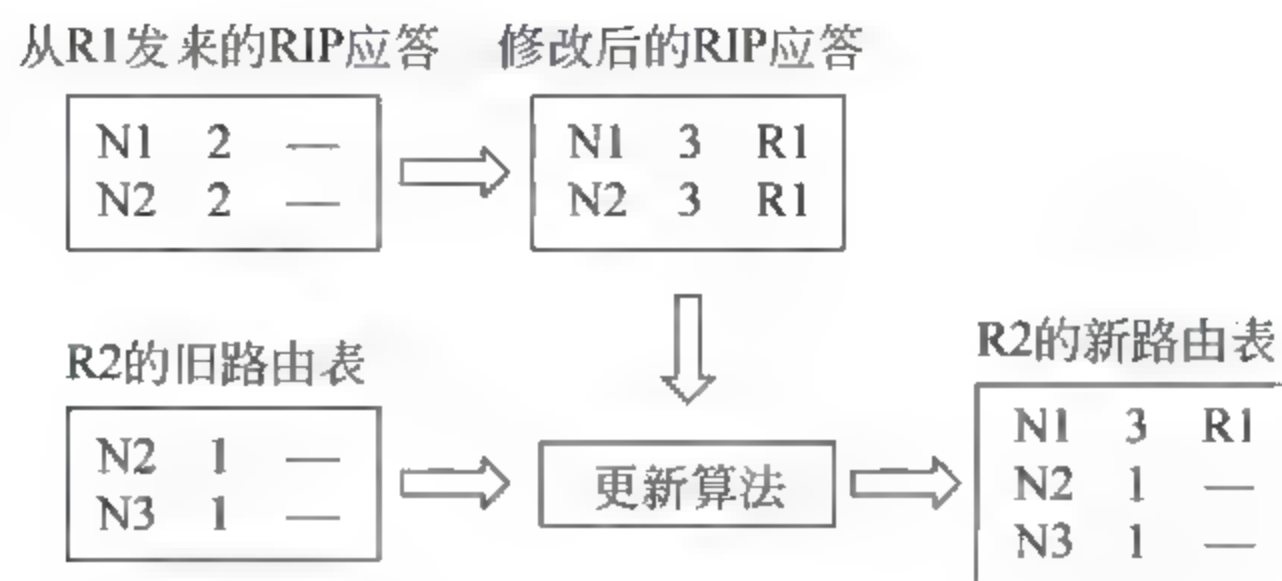 从R1发来的RIP应答
修改后的RIP应答
N1 2 —
N2 2 —
N1 3 R1
N2 3 R1
R2的旧路由表
N2 1 —
N3 1 —
更新算法
R2的新路由表
N1 3 R1
N2 1 —
N3 1 —